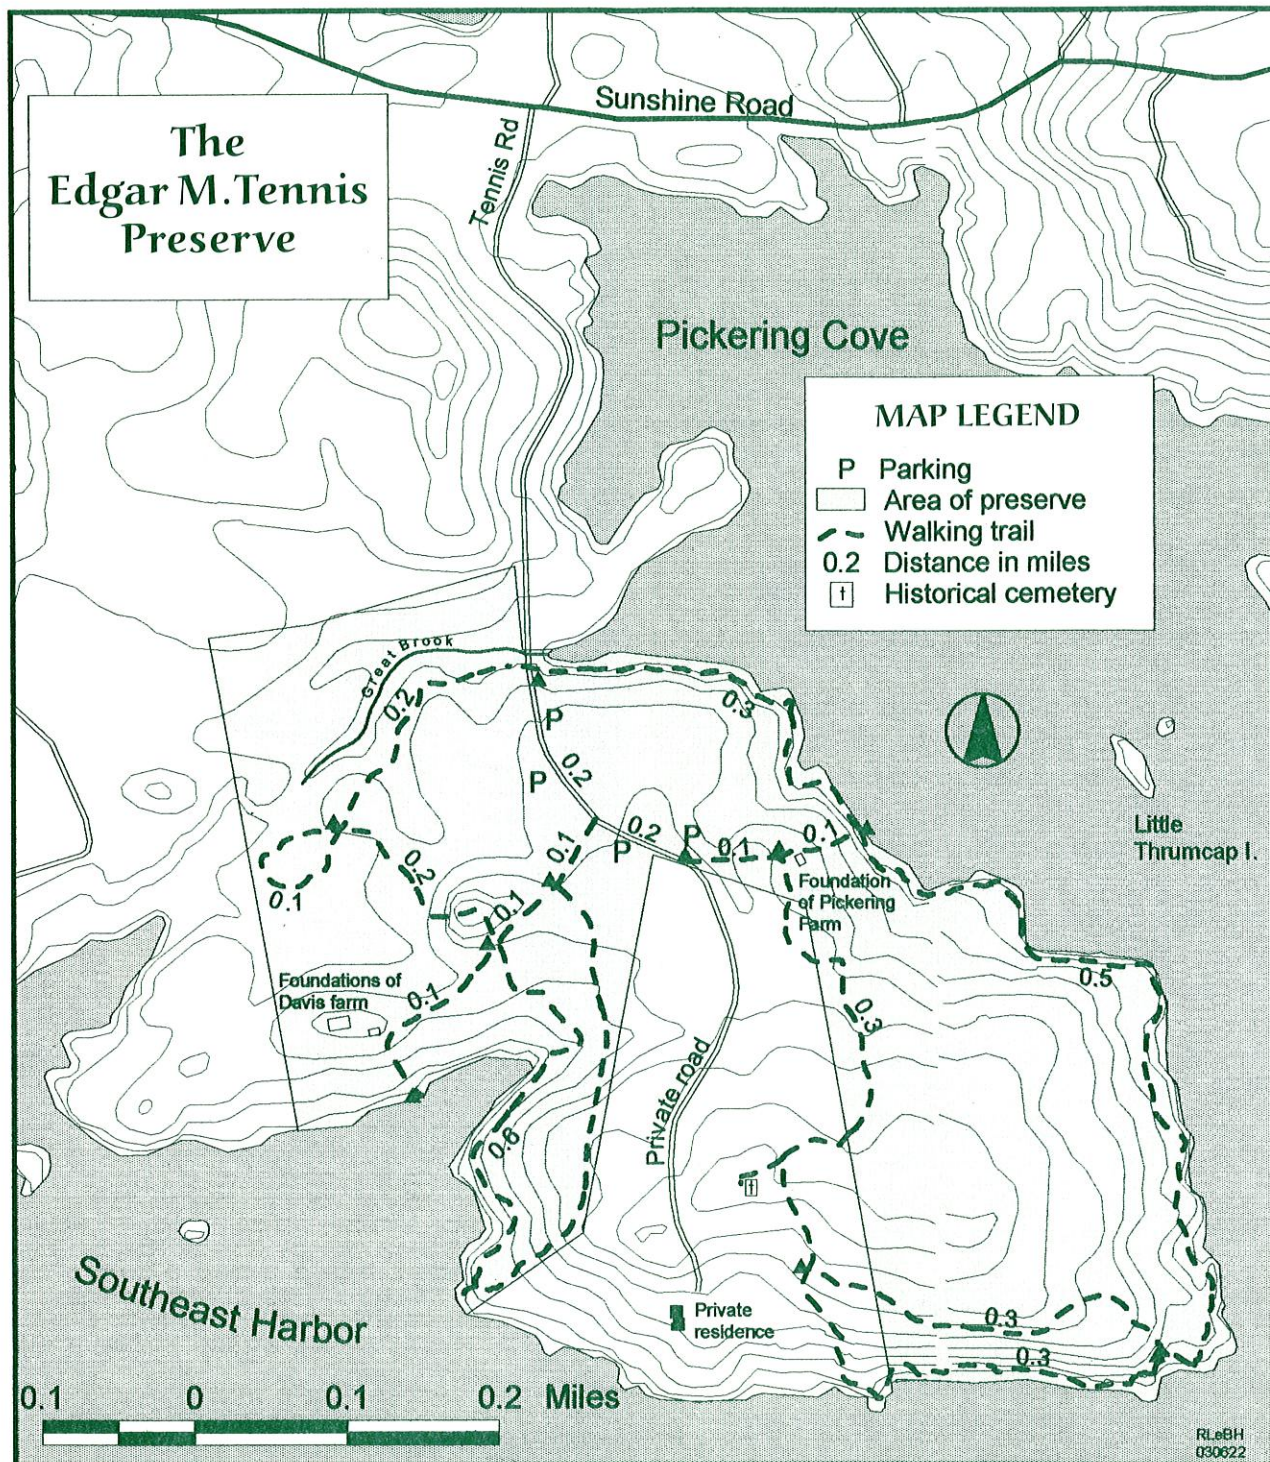 The
Edgar M. Tennis
Preserve
Sunshine Road
Tennis Rd
Pickering Cove
MAP LEGEND
P Parking
Area of preserve
Walking trail
0.2 Distance in miles
Historical cemetery
Great Brook
0.2
0.3
P
P
0.2
0.2
P
P
0.1
0.1
0.1
0.2
0.1
0.1
Little
Thrumcap I.
Foundation
of Pickering
Farm
Foundations of
Davis farm
0.1
0.5
0.3
Private road
0.6
0.3
0.3
Private
residence
Southeast Harbor
0.1 0 0.1 0.2 Miles
RLeBH
030622